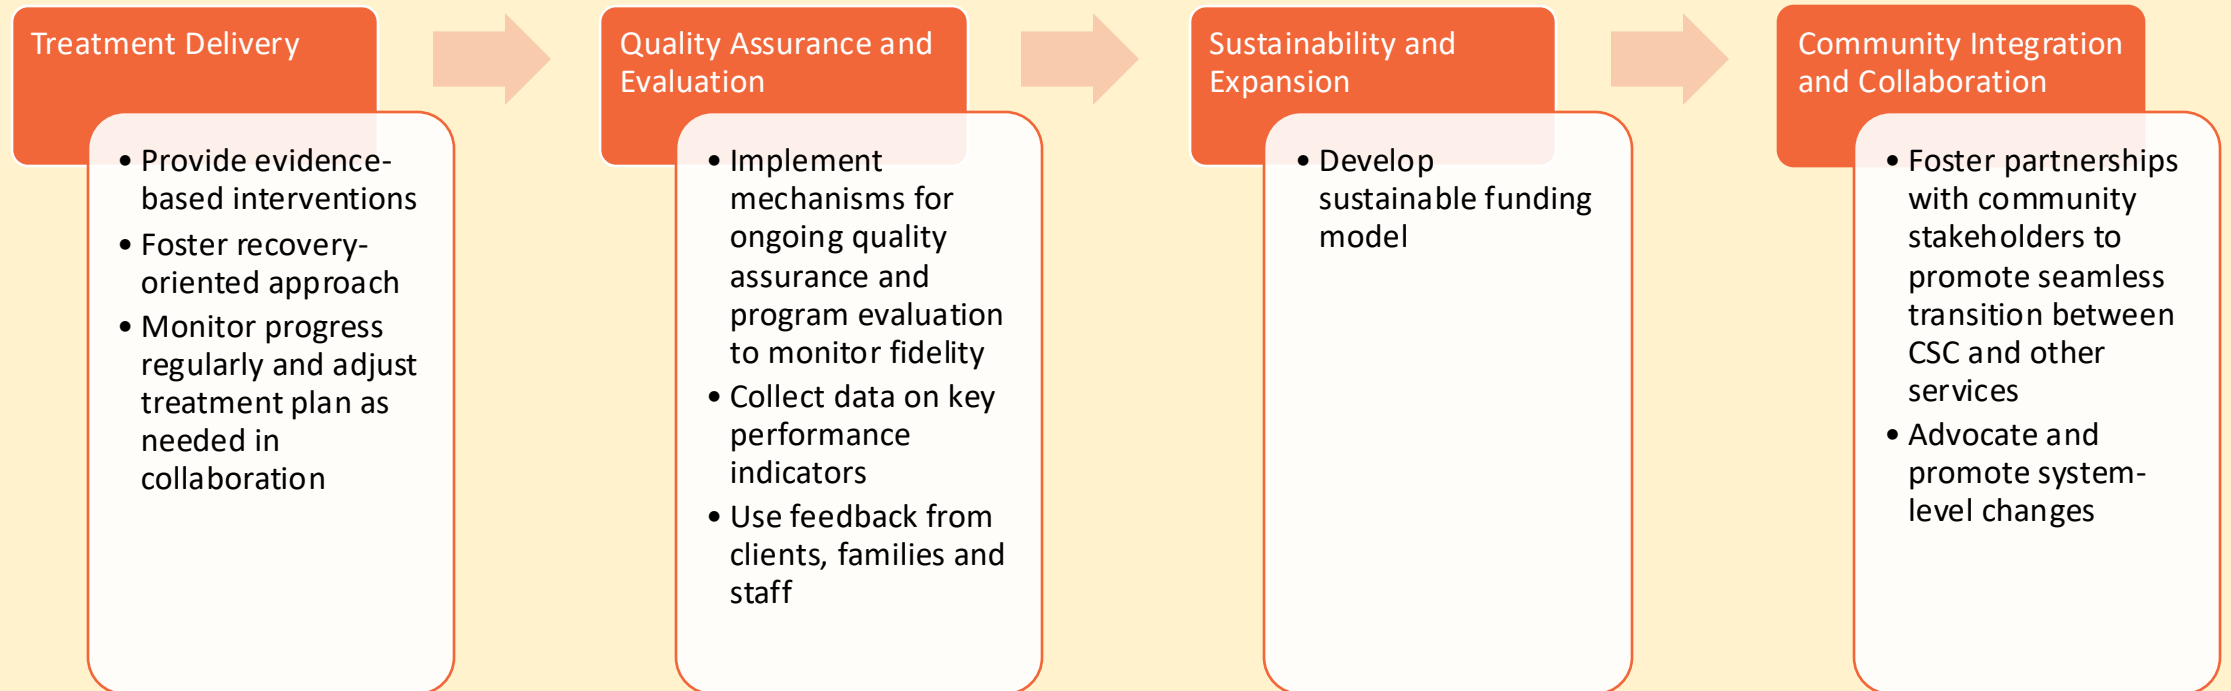 Treatment Delivery
• Provide evidence-
based interventions
• Foster recovery-
oriented approach
• Monitor progress
regularly and adjust
treatment plan as
needed in
collaboration
Quality Assurance and
Evaluation
• Implement
mechanisms for
ongoing quality
assurance and
program evaluation
to monitor fidelity
• Collect data on key
performance
indicators
• Use feedback from
clients, families and
staff
Sustainability and
Expansion
• Develop
sustainable funding
model
Community Integration
and Collaboration
• Foster partnerships
with community
stakeholders to
promote seamless
transition between
CSC and other
services
• Advocate and
promote system-
level changes